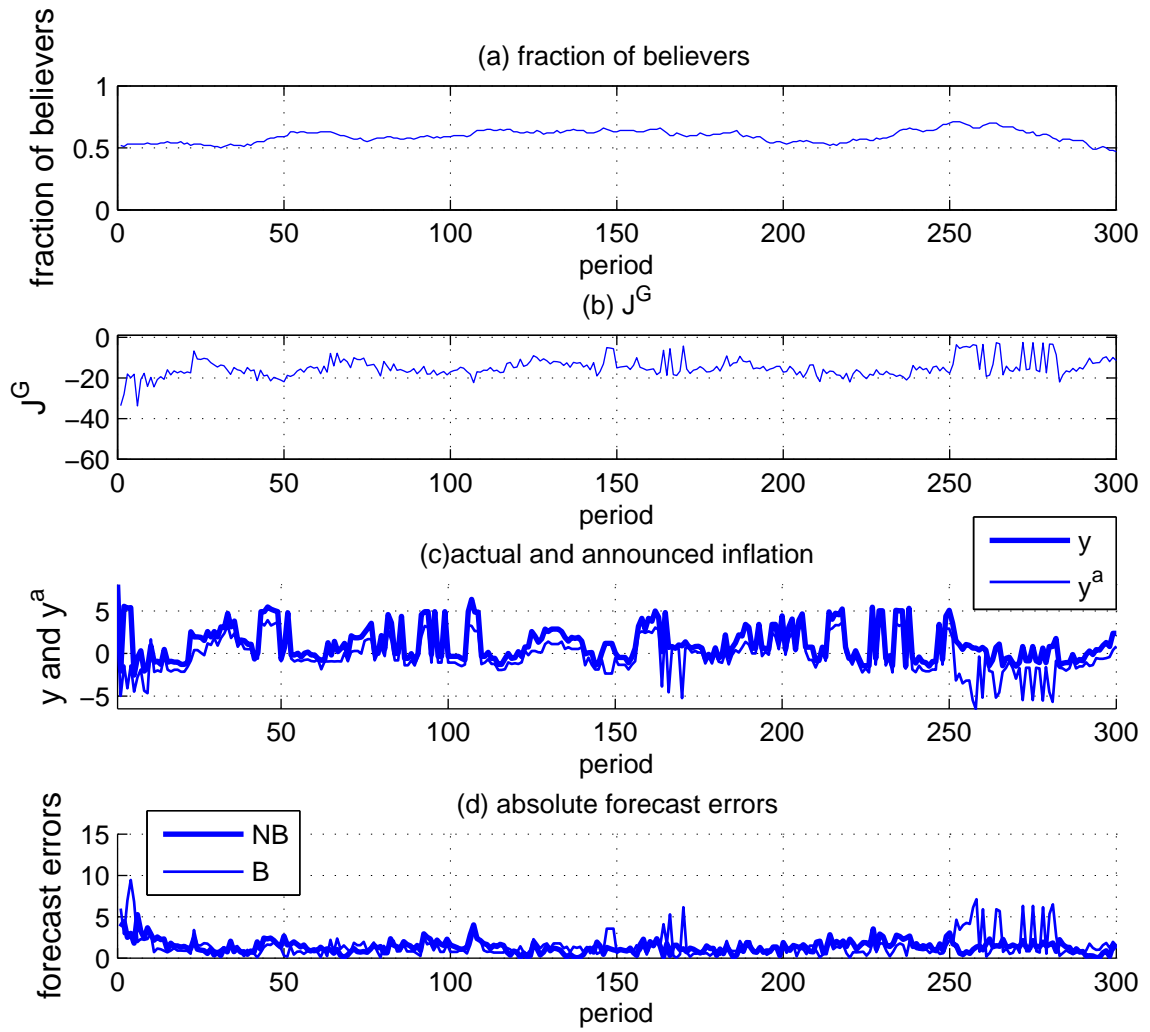 (a) fraction of believers
fraction of believers
1
0.5
0
0 50 100 150 200 250 300
period
(b) J^G
J^G
0
−20
−40
−60
0 50 100 150 200 250 300
period
y
y^a
(c)actual and announced inflation
y and y^a
5
0
−5
50 100 150 200 250 300
period
(d) absolute forecast errors
forecast errors
NB
B
15
10
5
0
0 50 100 150 200 250 300
period